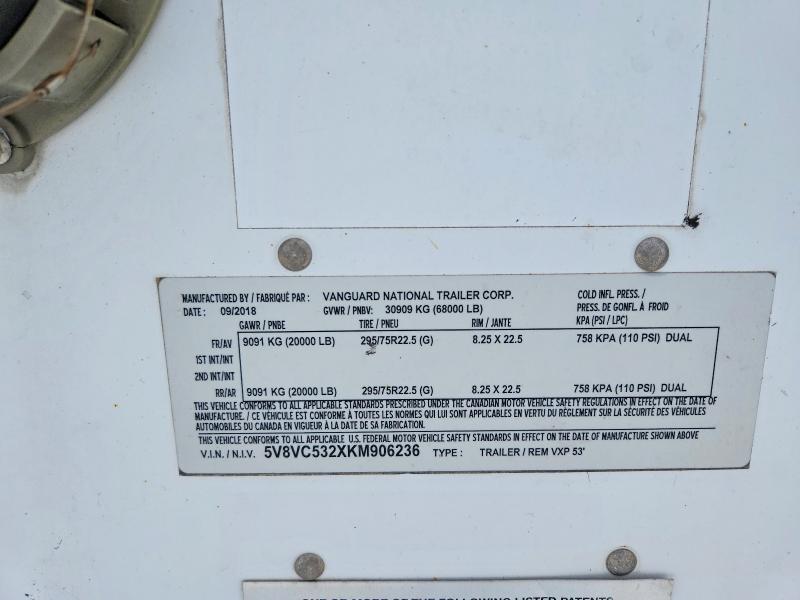 MANUFACTURED BY / FABRIQUÉ PAR : VANGUARD NATIONAL TRAILER CORP. COLD INFL. PRESS. /
DATE : 09/2018 GVWR / PNBV: 30909 KG (68000 LB) PRESS. DE GONFL. À FROID
GAWR / PNBE TIRE / PNEU RIM / JANTE KPA (PSI / LPC)
FR/AV 9091 KG (20000 LB) 295/75R22.5 (G) 8.25 X 22.5 758 KPA (110 PSI) DUAL
1ST INT/INT
2ND INT/INT
RR/AR 9091 KG (20000 LB) 295/75R22.5 (G) 8.25 X 22.5 758 KPA (110 PSI) DUAL
THIS VEHICLE CONFORMS TO ALL APPLICABLE STANDARDS PRESCRIBED UNDER THE CANADIAN MOTOR VEHICLE SAFETY REGULATIONS IN EFFECT ON THE DATE OF
MANUFACTURE. / CE VÉHICULE EST CONFORME À TOUTES LES NORMES QUI LUI SONT APPLICABLES EN VERTU DU RÈGLEMENT SUR LA SÉCURITÉ DES VÉHICULES
AUTOMOBILES DU CANADA EN VIGUEUR À LA DATE DE SA FABRICATION.
THIS VEHICLE CONFORMS TO ALL APPLICABLE U.S. FEDERAL MOTOR VEHICLE SAFETY STANDARDS IN EFFECT ON THE DATE OF MANUFACTURE SHOWN ABOVE
V.I.N. / N.I.V. 5V8VC532XKM906236 TYPE : TRAILER / REM VXP 53'
ONE OR MORE OF THE FOLLOWING LISTED PATENTS